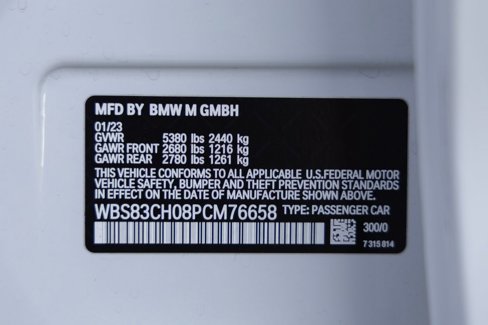 MFD BY BMW M GMBH
01/23
GVWR 5380 lbs 2440 kg
GAWR FRONT 2680 lbs 1216 kg
GAWR REAR 2780 lbs 1261 kg
THIS VEHICLE CONFORMS TO ALL APPLICABLE U.S.FEDERAL MOTOR
VEHICLE SAFETY, BUMPER AND THEFT PREVENTION STANDARDS
IN EFFECT ON THE DATE OF MANUFACTURE SHOWN ABOVE.
WBS83CH08PCM76658 TYPE: PASSENGER CAR
300/0
7 315 814